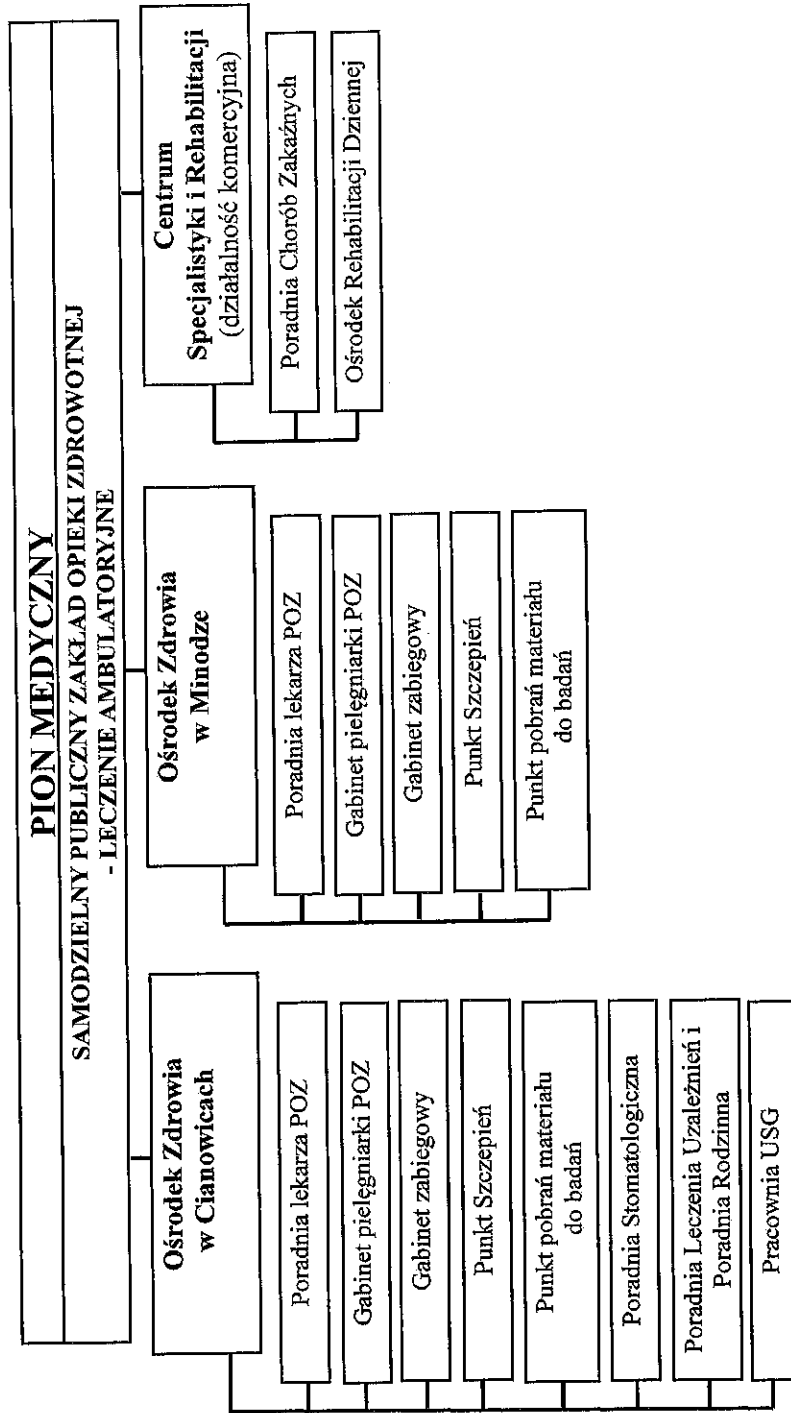 PION MEDYCZNY
SAMODZIELNY PUBLICZNY ZAKŁAD OPIEKI ZDROWOTNEJ
- LECZENIE AMBULATORYJNE
Ośrodek Zdrowia
w Cianowicach
Poradnia lekarza POZ
Gabinet pielęgniarki POZ
Gabinet zabiegowy
Punkt Szczepień
Punkt pobrań materiału
do badań
Poradnia Stomatologiczna
Poradnia Leczenia Uzależnień i
Poradnia Rodzinna
Pracownia USG
Ośrodek Zdrowia
w Minodze
Poradnia lekarza POZ
Gabinet pielęgniarki POZ
Gabinet zabiegowy
Punkt Szczepień
Punkt pobrań materiału
do badań
Centrum
Specjalistyki i Rehabilitacji
(działalność komercyjna)
Poradnia Chorób Zakaźnych
Ośrodek Rehabilitacji Dziennej